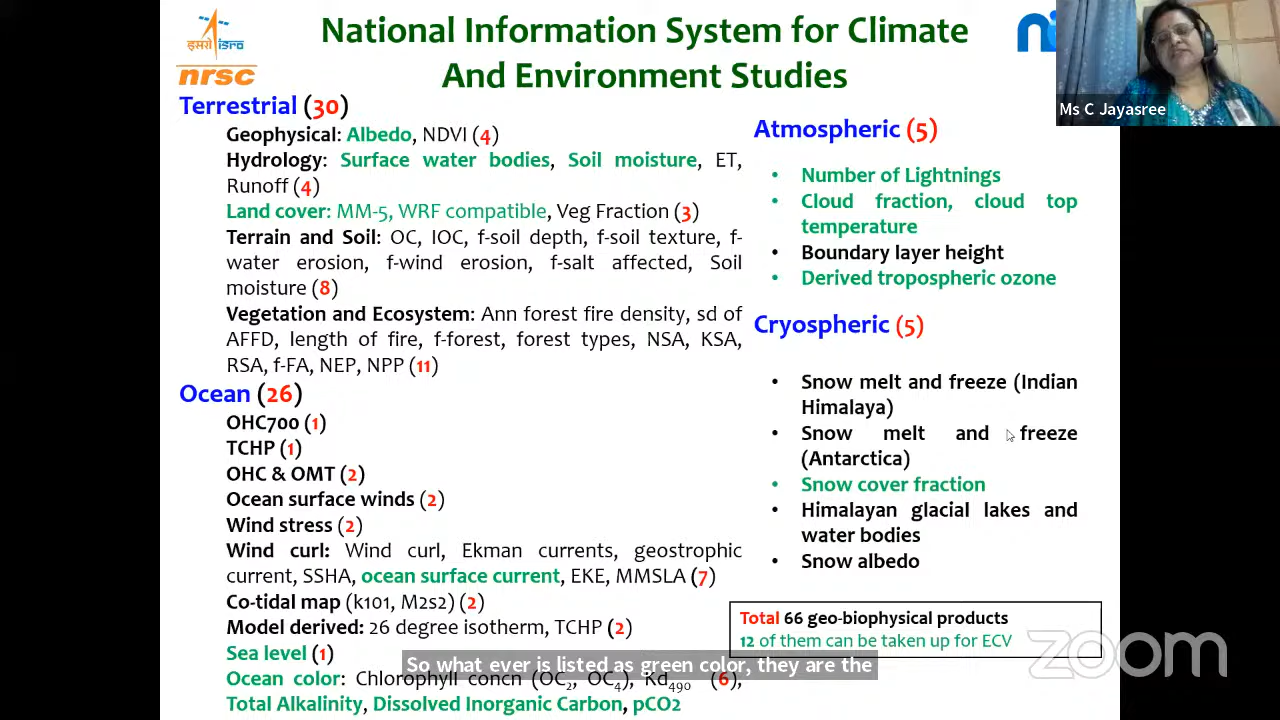 इसरो isro
nrsc
National Information System for Climate
And Environment Studies
Ms C Jayasree
Terrestrial (30)
Geophysical: Albedo, NDVI (4)
Hydrology: Surface water bodies, Soil moisture, ET,
Runoff (4)
Land cover: MM-5, WRF compatible, Veg Fraction (3)
Terrain and Soil: OC, IOC, f-soil depth, f-soil texture, f-
water erosion, f-wind erosion, f-salt affected, Soil
moisture (8)
Vegetation and Ecosystem: Ann forest fire density, sd of
AFFD, length of fire, f-forest, forest types, NSA, KSA,
RSA, f-FA, NEP, NPP (11)
Ocean (26)
OHC700 (1)
TCHP (1)
OHC & OMT (2)
Ocean surface winds (2)
Wind stress (2)
Wind curl: Wind curl, Ekman currents, geostrophic
current, SSHA, ocean surface current, EKE, MMSLA (7)
Co-tidal map (k1o1, M2s2) (2)
Model derived: 26 degree isotherm, TCHP (2)
Sea level (1)
Ocean color: Chlorophyll concn (OC2, OC4), Kd490 (6),
Total Alkalinity, Dissolved Inorganic Carbon, pCO2
Atmospheric (5)
• Number of Lightnings
• Cloud fraction, cloud top
temperature
• Boundary layer height
• Derived tropospheric ozone
Cryospheric (5)
• Snow melt and freeze (Indian
Himalaya)
• Snow melt and freeze
(Antarctica)
• Snow cover fraction
• Himalayan glacial lakes and
water bodies
• Snow albedo
Total 66 geo-biophysical products
12 of them can be taken up for ECV
zoom
So what ever is listed as green color, they are the